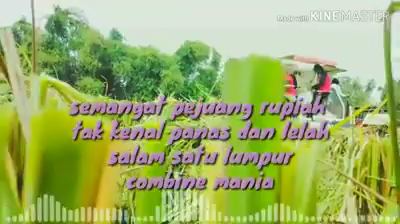 Made with KINEMASTER
semangat pejuang rupiah
tak kenal panas dan lelah
salam satu lumpur
combine mania